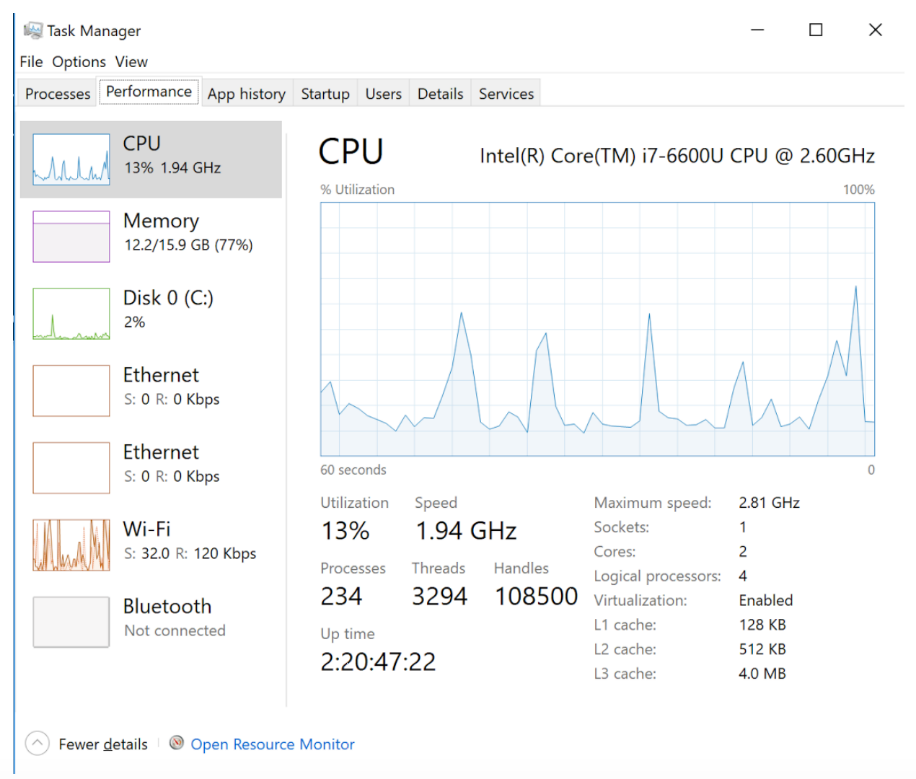 Task Manager
File Options View
Processes Performance App history Startup Users Details Services
CPU
13% 1.94 GHz
Memory
12.2/15.9 GB (77%)
Disk 0 (C:)
2%
Ethernet
S: 0 R: 0 Kbps
Ethernet
S: 0 R: 0 Kbps
Wi-Fi
S: 32.0 R: 120 Kbps
Bluetooth
Not connected
CPU Intel(R) Core(TM) i7-6600U CPU @ 2.60GHz
% Utilization 100%
60 seconds 0
Utilization Speed
13% 1.94 GHz
Processes Threads Handles
234 3294 108500
Up time
2:20:47:22
Maximum speed: 2.81 GHz
Sockets: 1
Cores: 2
Logical processors: 4
Virtualization: Enabled
L1 cache: 128 KB
L2 cache: 512 KB
L3 cache: 4.0 MB
Fewer details Open Resource Monitor